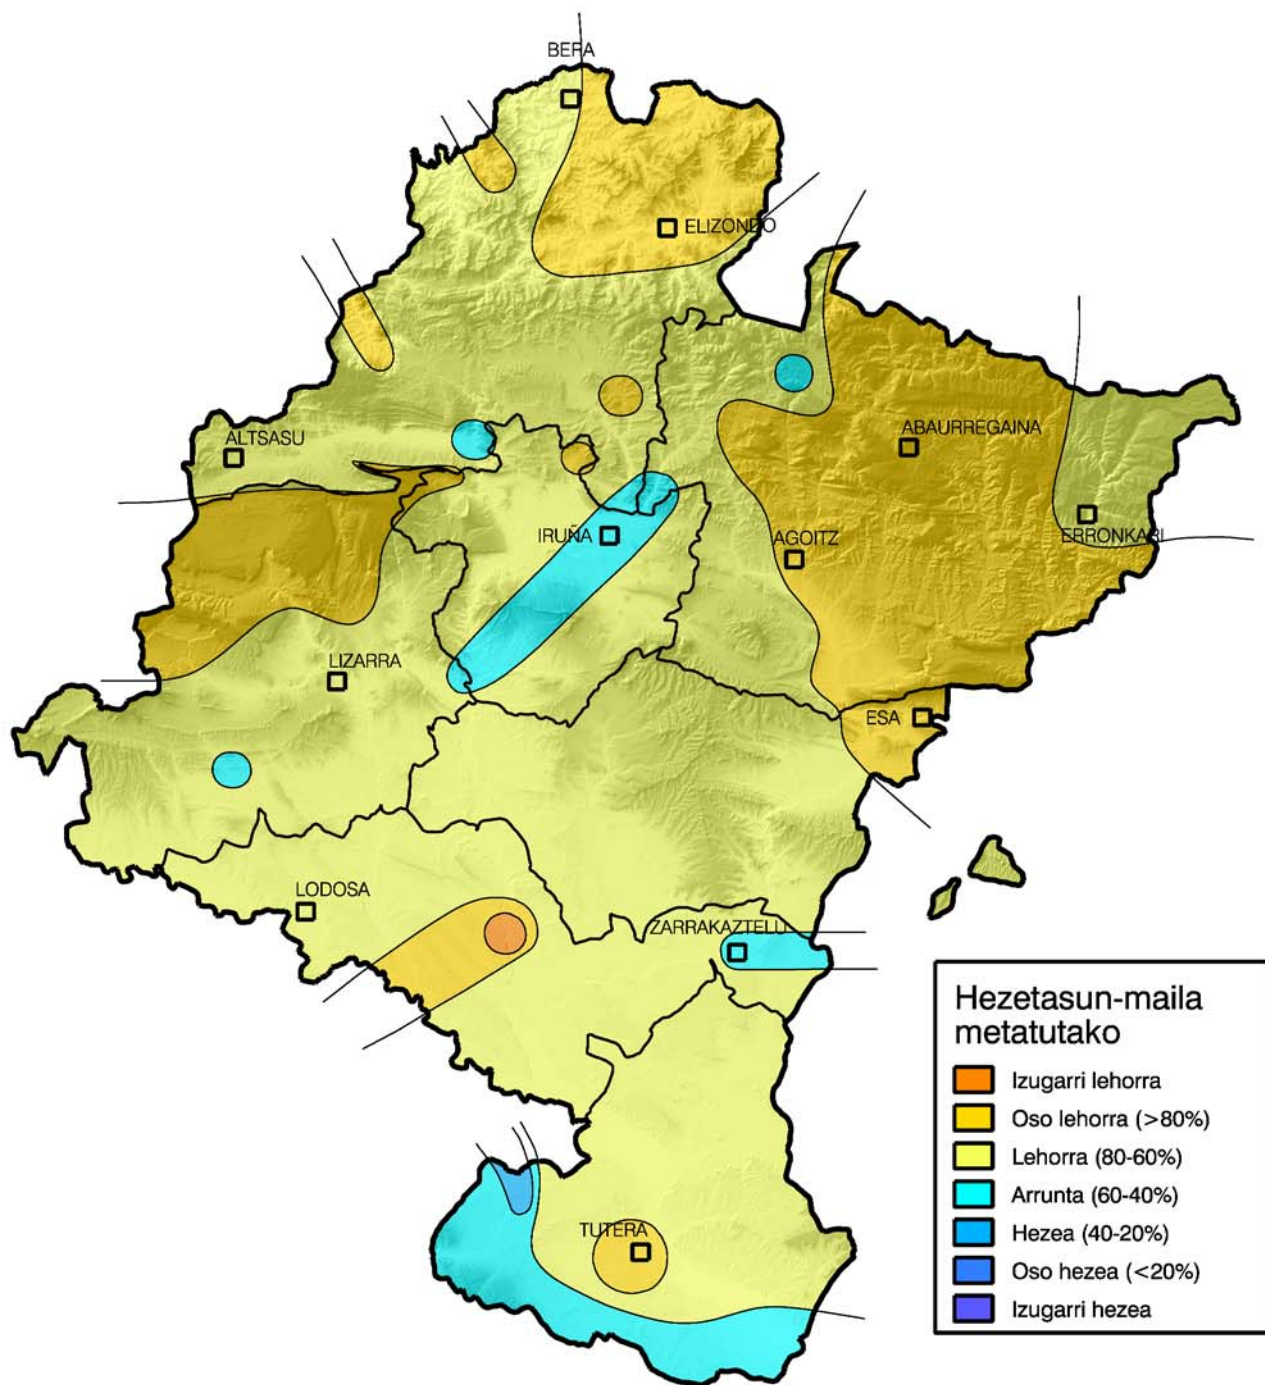 BERA
ELIZONDO
ALTSASU
ABAURREGAINA
IRUÑA
AGOITZ
ERRONKARI
LIZARRA
ESA
LODOSA
ZARRAKAZTELU
TUTERA
Hezetasun-maila
metatutako
Izugarri lehorra
Oso lehorra (>80%)
Lehorra (80-60%)
Arrunta (60-40%)
Hezea (40-20%)
Oso hezea (<20%)
Izugarri hezea